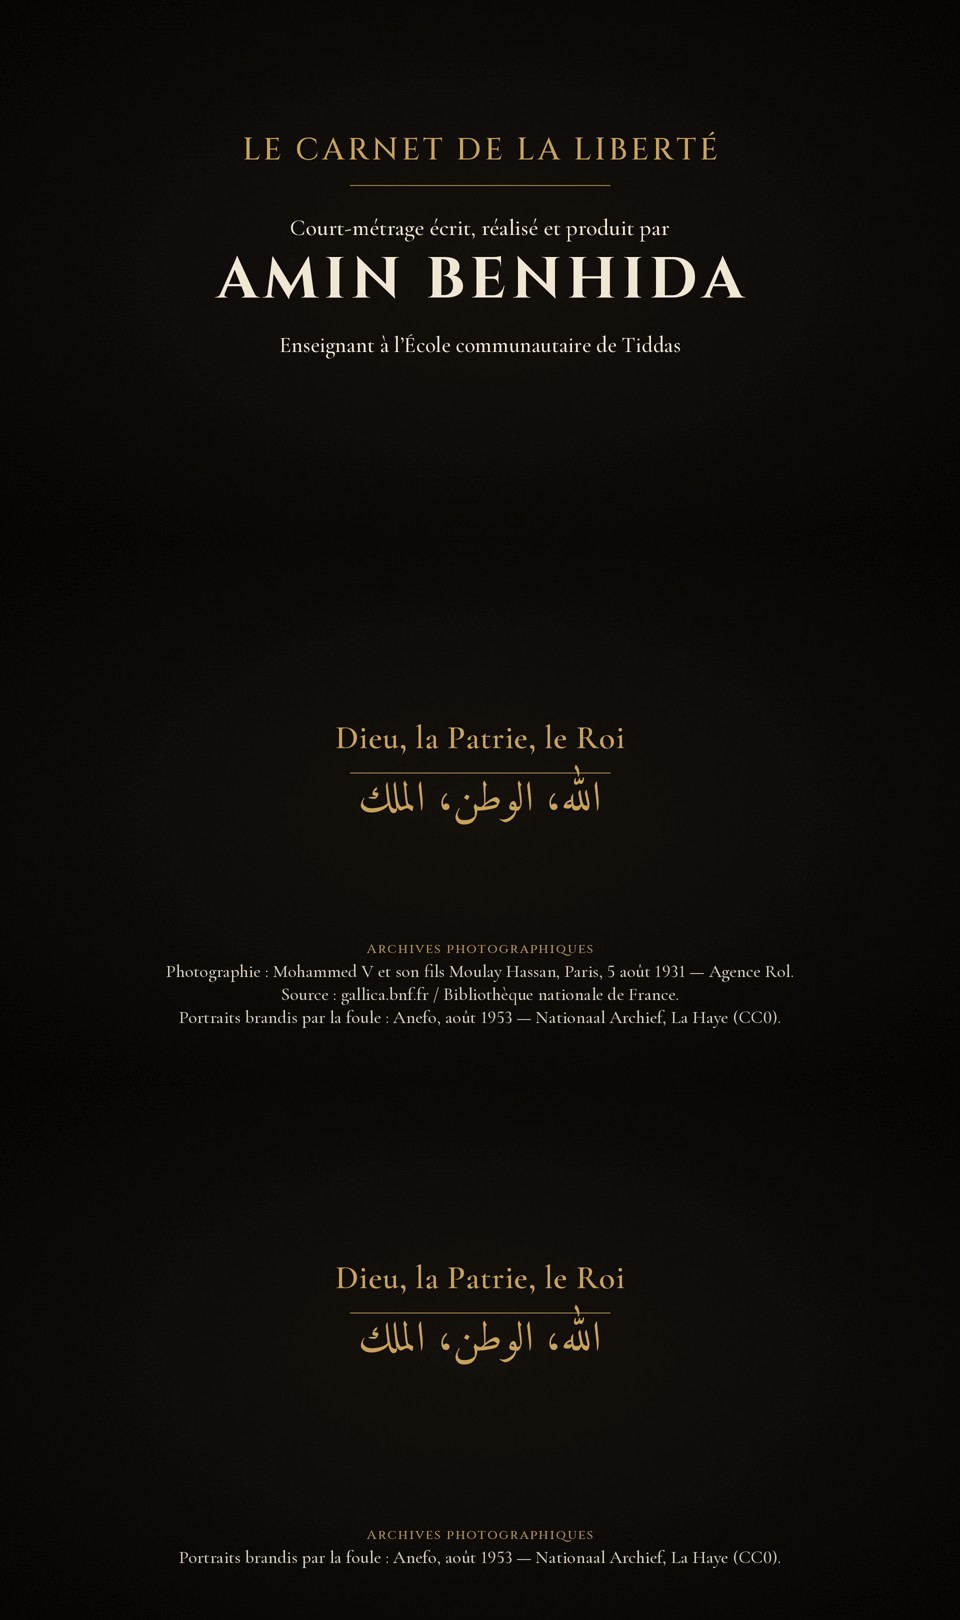 LE CARNET DE LA LIBERTÉ
Court-métrage écrit, réalisé et produit par
AMIN BENHIDA
Enseignant à l’École communautaire de Tiddas
Dieu, la Patrie, le Roi
الله، الوطن، الملك
ARCHIVES PHOTOGRAPHIQUES
Photographie : Mohammed V et son fils Moulay Hassan, Paris, 5 août 1931 — Agence Rol.
Source : gallica.bnf.fr / Bibliothèque nationale de France.
Portraits brandis par la foule : Anefo, août 1953 — Nationaal Archief, La Haye (CC0).
Dieu, la Patrie, le Roi
الله، الوطن، الملك
ARCHIVES PHOTOGRAPHIQUES
Portraits brandis par la foule : Anefo, août 1953 — Nationaal Archief, La Haye (CC0).